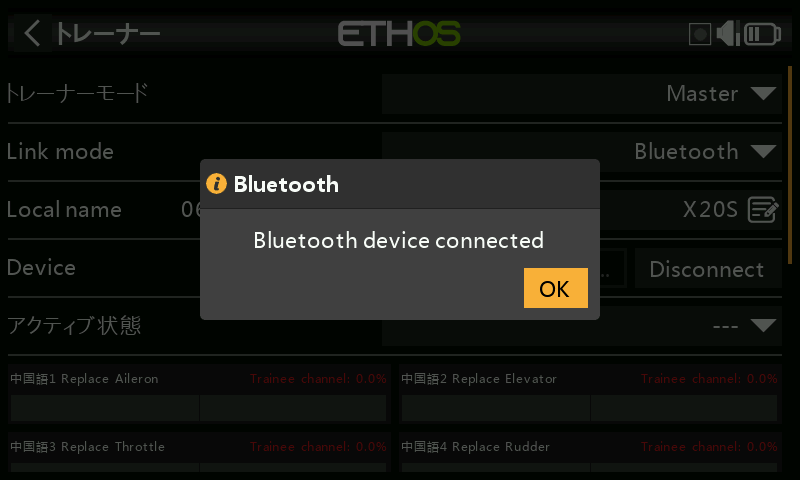 トレーナー
ETHOS
トレーナーモード Master
Link mode Bluetooth
Local name 06 X20S
Device .. Disconnect
アクティブ状態 ---
Bluetooth
Bluetooth device connected
OK
中国語1 Replace Aileron Trainee channel: 0.0%
中国語2 Replace Elevator Trainee channel: 0.0%
中国語3 Replace Throttle Trainee channel: 0.0%
中国語4 Replace Rudder Trainee channel: 0.0%